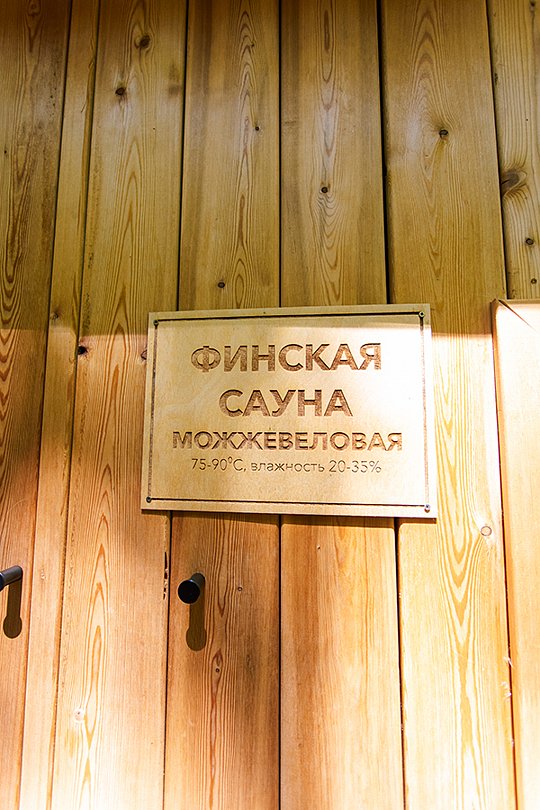 ФИНСКАЯ
САУНА
МОЖЖЕВЕЛОВАЯ
75-90°C, влажность 20-35%